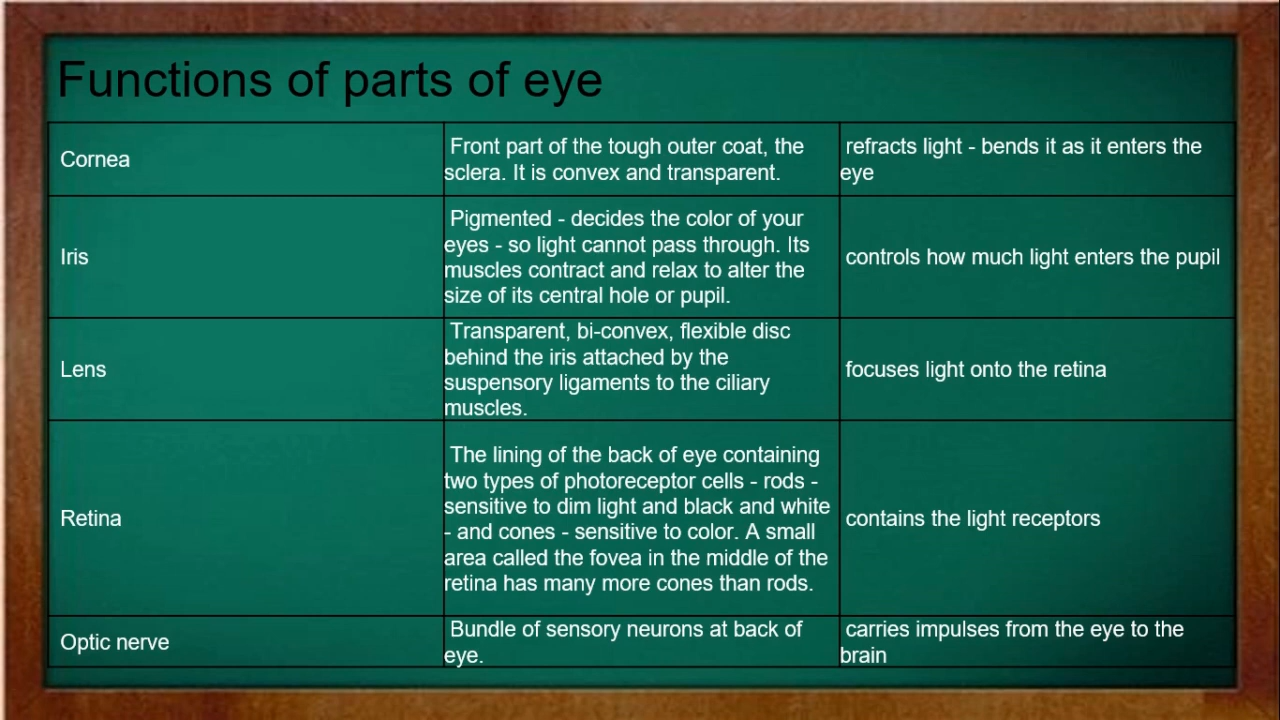 Functions of parts of eye
Cornea
Front part of the tough outer coat, the
sclera. It is convex and transparent.
refracts light - bends it as it enters the
eye
Iris
Pigmented - decides the color of your
eyes - so light cannot pass through. Its
muscles contract and relax to alter the
size of its central hole or pupil.
controls how much light enters the pupil
Lens
Transparent, bi-convex, flexible disc
behind the iris attached by the
suspensory ligaments to the ciliary
muscles.
focuses light onto the retina
Retina
The lining of the back of eye containing
two types of photoreceptor cells - rods -
sensitive to dim light and black and white
- and cones - sensitive to color. A small
area called the fovea in the middle of the
retina has many more cones than rods.
contains the light receptors
Optic nerve
Bundle of sensory neurons at back of
eye.
carries impulses from the eye to the
brain